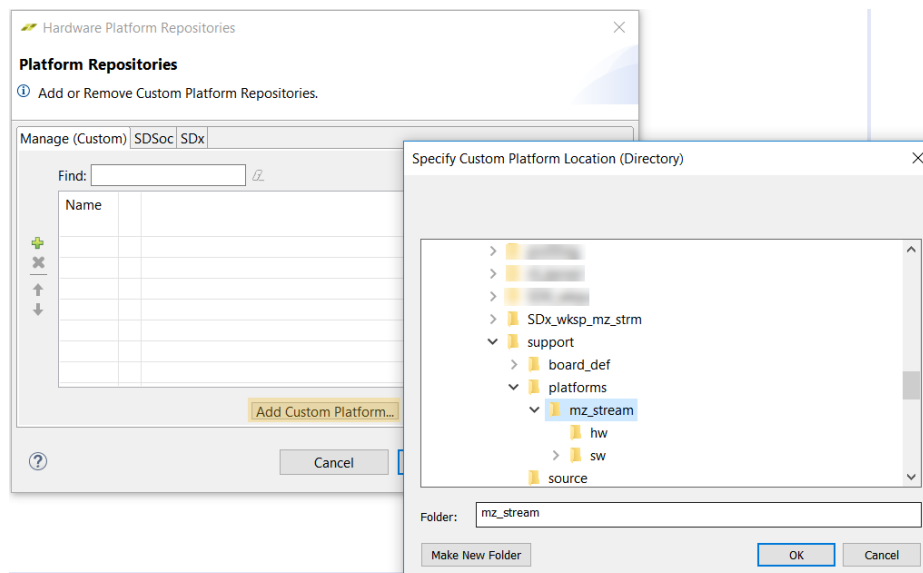 Hardware Platform Repositories
Platform Repositories
Add or Remove Custom Platform Repositories.
Manage (Custom) SDSoc SDx
Find:
Name
Add Custom Platform...
Cancel
Specify Custom Platform Location (Directory)
SDx_wksp_mz_strm
support
board_def
platforms
mz_stream
hw
sw
source
Folder: mz_stream
Make New Folder OK Cancel